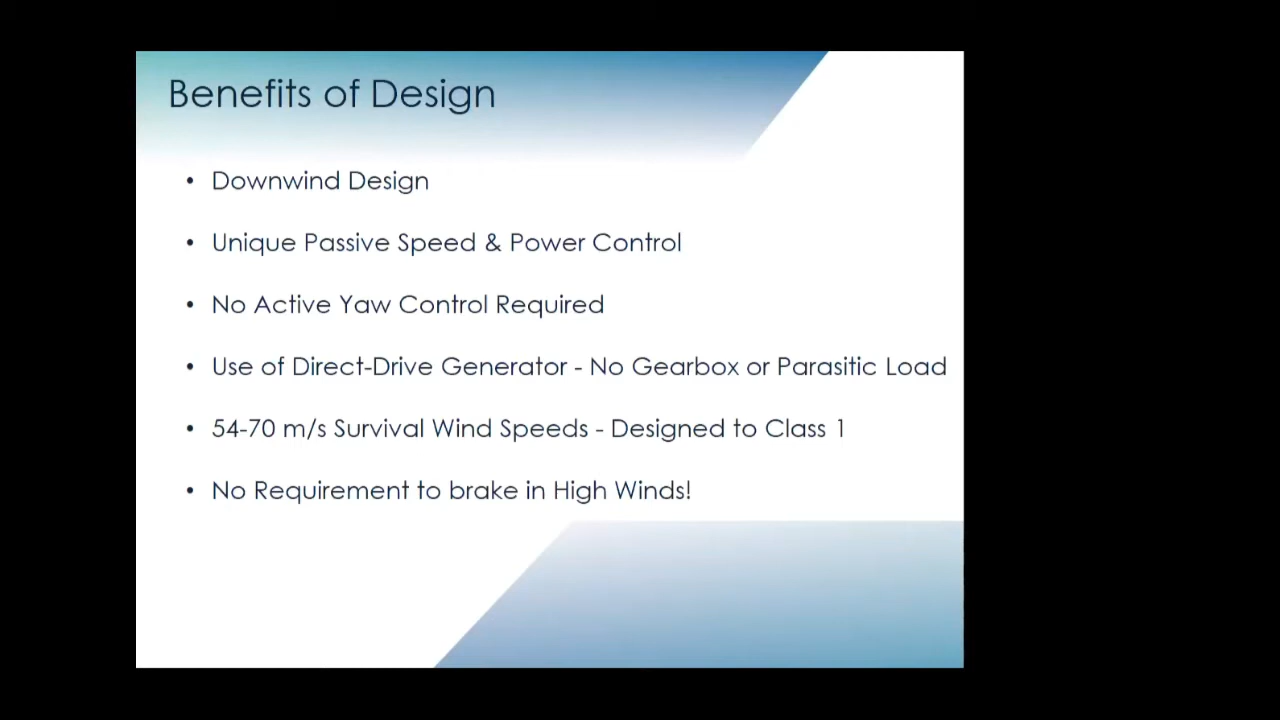 Benefits of Design
• Downwind Design
• Unique Passive Speed & Power Control
• No Active Yaw Control Required
• Use of Direct-Drive Generator - No Gearbox or Parasitic Load
• 54-70 m/s Survival Wind Speeds - Designed to Class 1
• No Requirement to brake in High Winds!